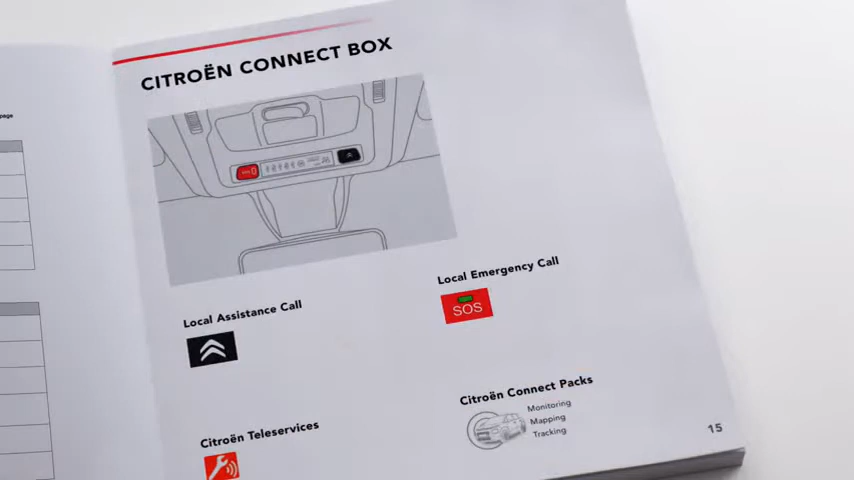 page
CITROËN CONNECT BOX
Local Assistance Call
Local Emergency Call
SOS
Citroën Teleservices
Citroën Connect Packs
Monitoring
Mapping
Tracking
15